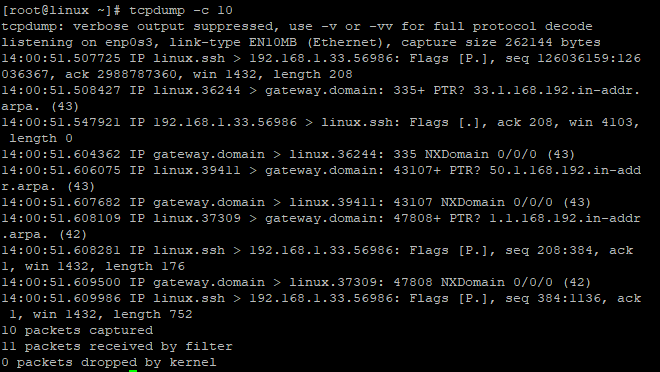 [root@linux ~]# tcpdump -c 10
tcpdump: verbose output suppressed, use -v or -vv for full protocol decode
listening on enp0s3, link-type EN10MB (Ethernet), capture size 262144 bytes
14:00:51.507725 IP linux.ssh > 192.168.1.33.56986: Flags [P.], seq 126036159:126
036367, ack 2988787360, win 1432, length 208
14:00:51.508427 IP linux.36244 > gateway.domain: 335+ PTR? 33.1.168.192.in-addr.
arpa. (43)
14:00:51.547921 IP 192.168.1.33.56986 > linux.ssh: Flags [.], ack 208, win 4103,
 length 0
14:00:51.604362 IP gateway.domain > linux.36244: 335 NXDomain 0/0/0 (43)
14:00:51.606075 IP linux.39411 > gateway.domain: 43107+ PTR? 50.1.168.192.in-add
r.arpa. (43)
14:00:51.607682 IP gateway.domain > linux.39411: 43107 NXDomain 0/0/0 (43)
14:00:51.608109 IP linux.37309 > gateway.domain: 47808+ PTR? 1.1.168.192.in-addr
.arpa. (42)
14:00:51.608281 IP linux.ssh > 192.168.1.33.56986: Flags [P.], seq 208:384, ack
1, win 1432, length 176
14:00:51.609500 IP gateway.domain > linux.37309: 47808 NXDomain 0/0/0 (42)
14:00:51.609986 IP linux.ssh > 192.168.1.33.56986: Flags [P.], seq 384:1136, ack
 1, win 1432, length 752
10 packets captured
11 packets received by filter
0 packets dropped by kernel